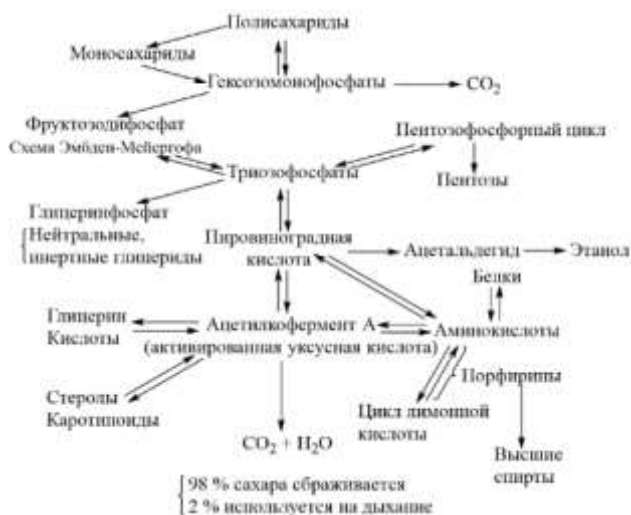 Полисахариды
Моносахариды
Гексозомонофосфаты
CO2
Фруктозодифосфат
Схема Эмбден-Мейергофа
Пентозофосфорный цикл
Триозофосфаты
Пентозы
Глицеринфосфат
Нейтральные,
инертные глицериды
Пировиноградная
кислота
Ацетальдегид
Этанол
Белки
Глицерин
Кислоты
Ацетилкофермент А
(активированная уксусная кислота)
Аминокислоты
Порфирины
Стеролы
Каротипоиды
Цикл лимонной
кислоты
CO2 + H2O
Высшие
спирты
98 % сахара сбраживается
2 % используется на дыхание